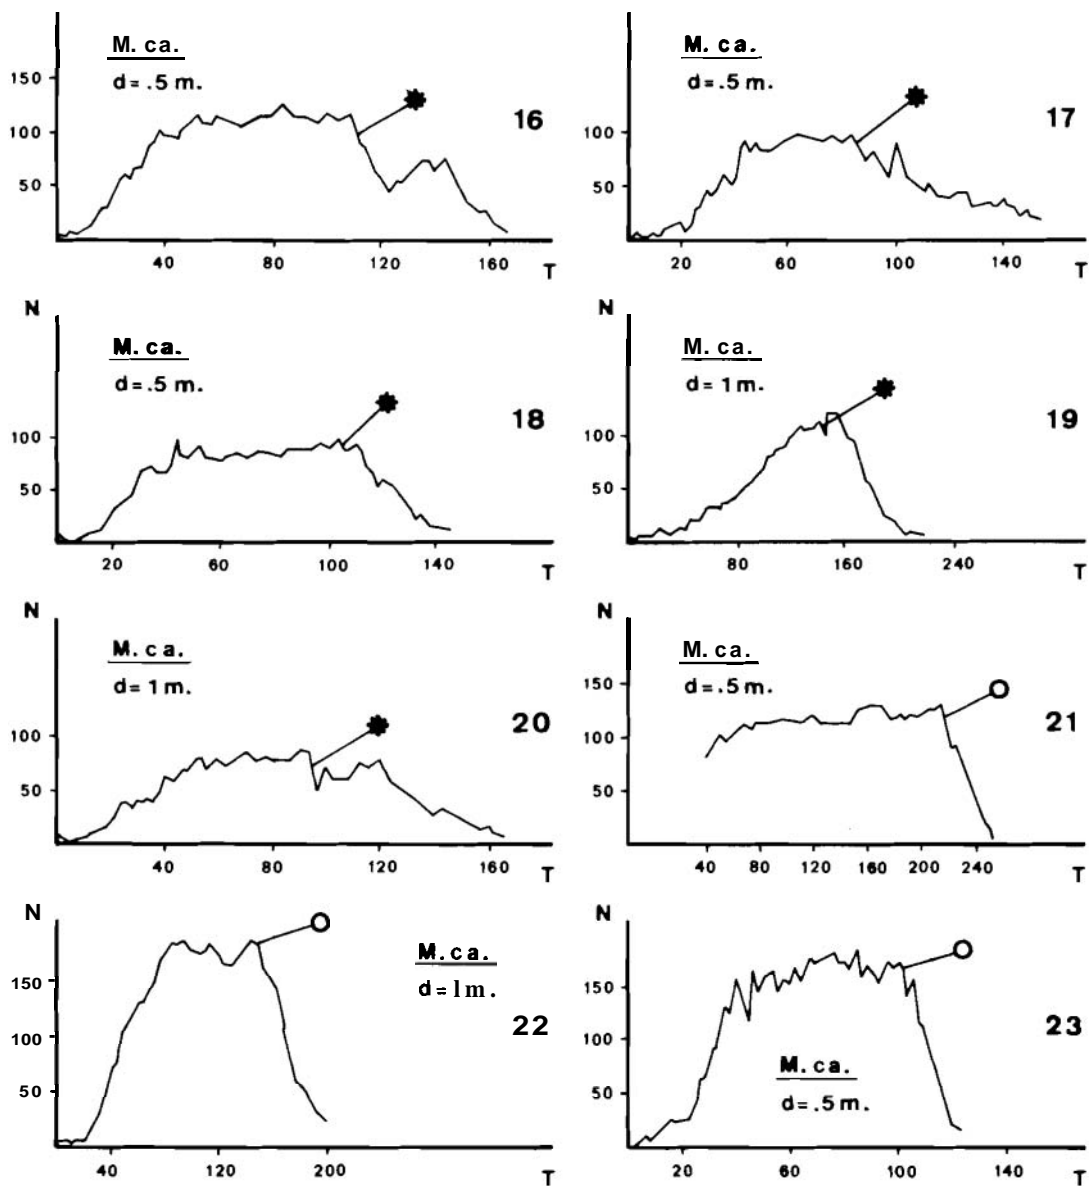 M. ca.
d = .5 m.
16
150
100
50
40 80 120 160 T
M. ca.
d = .5 m.
17
100
50
20 60 100 140 T
N
M. ca.
d = .5 m.
18
100
50
20 60 100 140 T
N
M. ca.
d = 1 m.
19
100
50
80 160 240 T
N
M. ca.
d = 1 m.
20
100
50
40 80 120 160 T
N
M. ca.
d = .5 m.
21
150
100
50
40 80 120 160 200 240 T
N
M. ca.
d = 1 m.
22
150
100
50
40 120 200 T
N
M. ca.
d = .5 m.
23
150
100
50
20 60 100 140 T